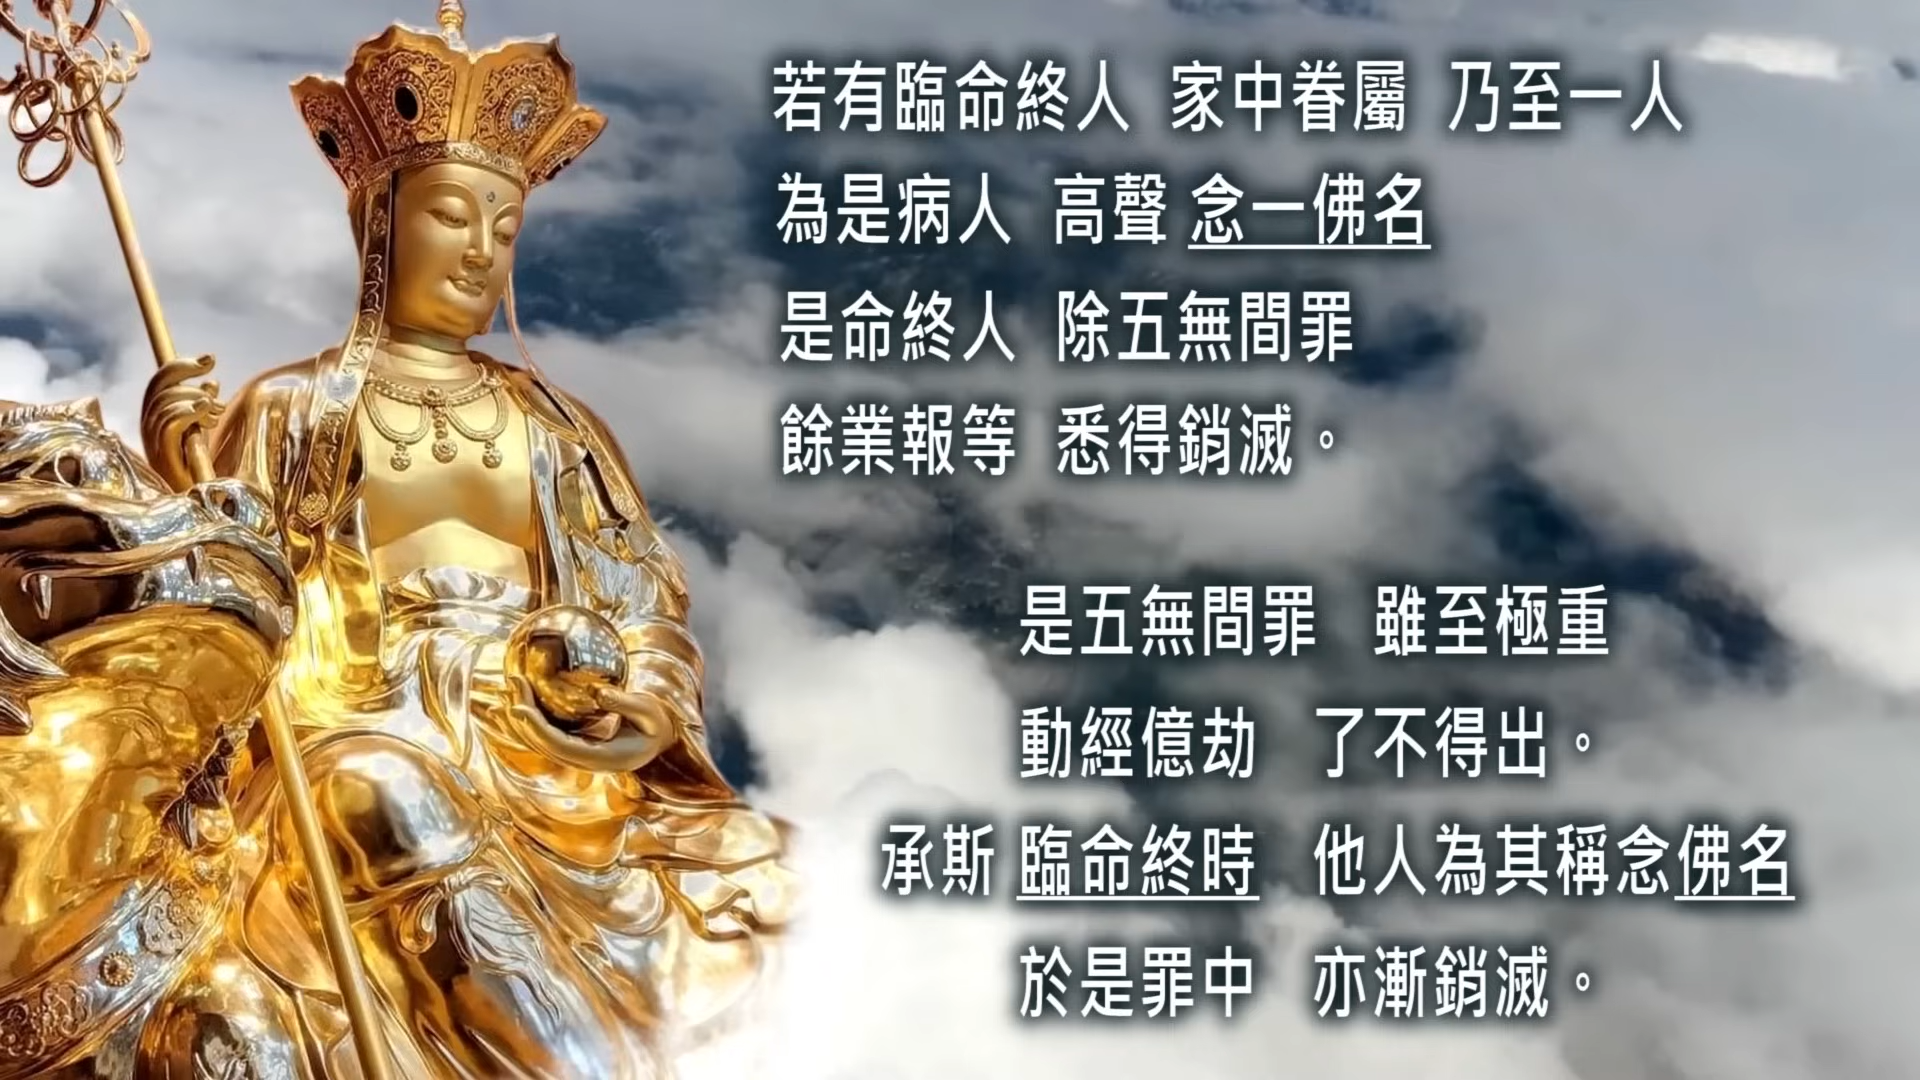 若有臨命終人 家中眷屬 乃至一人
為是病人 高聲 念一佛名
是命終人 除五無間罪
餘業報等 悉得銷滅。
是五無間罪 雖至極重
動經億劫 了不得出。
承斯 臨命終時 他人為其稱念佛名
於是罪中 亦漸銷滅。